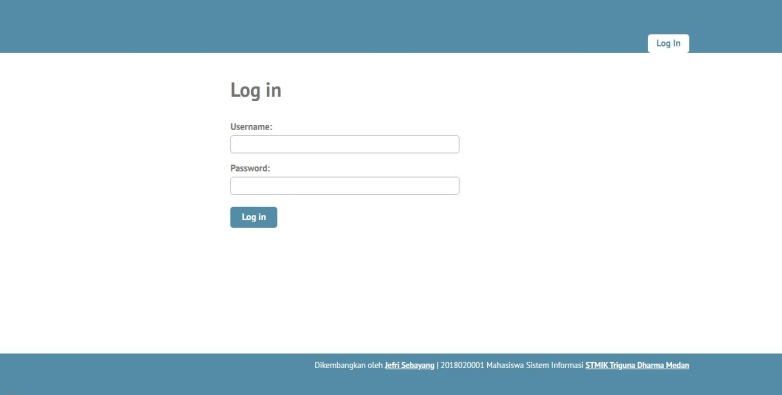 Log In
Log in
Username:
Password:
Log in
Dikembangkan oleh Jefri Sebayang | 2018020001 Mahasiswa Sistem Informasi STMIK Triguna Dharma Medan